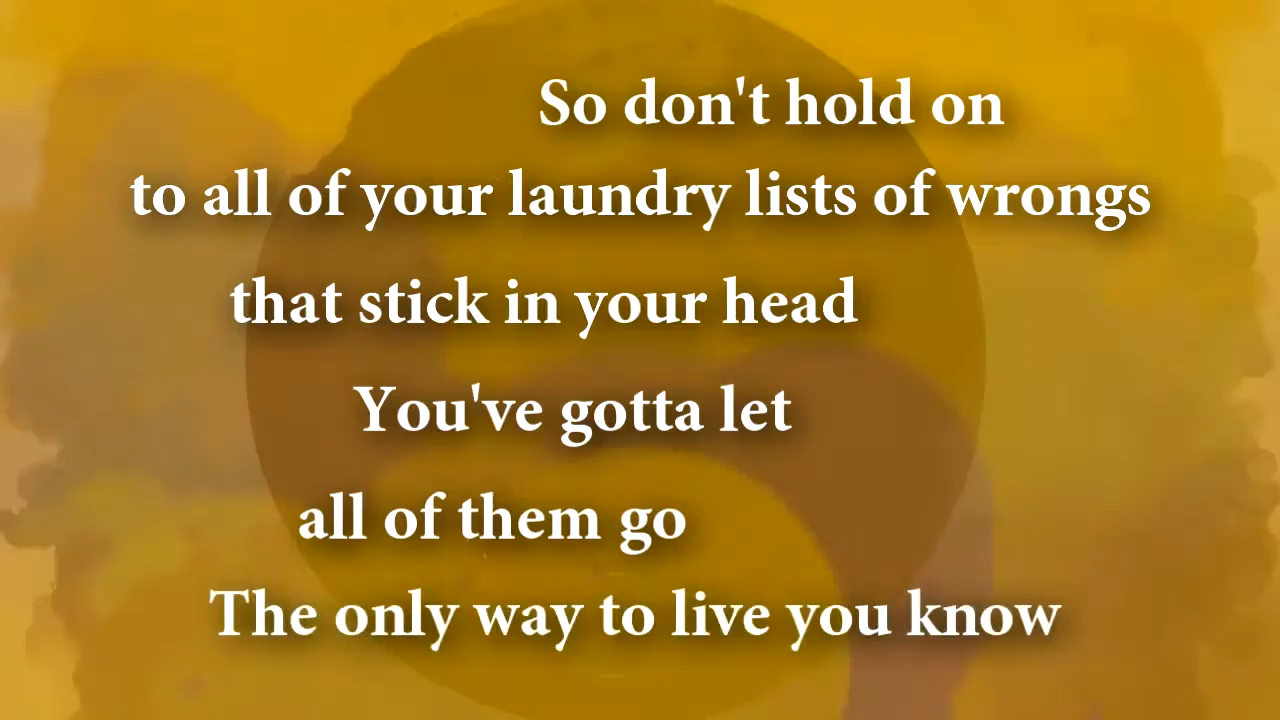 So don't hold on
to all of your laundry lists of wrongs
that stick in your head
You've gotta let
all of them go
The only way to live you know